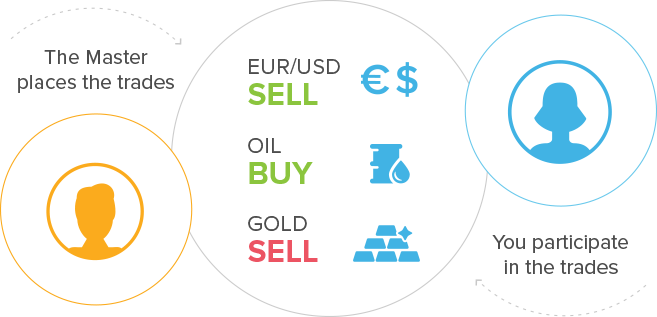 The Master
places the trades
EUR/USD
SELL
€ $
OIL
BUY
GOLD
SELL
You participate
in the trades